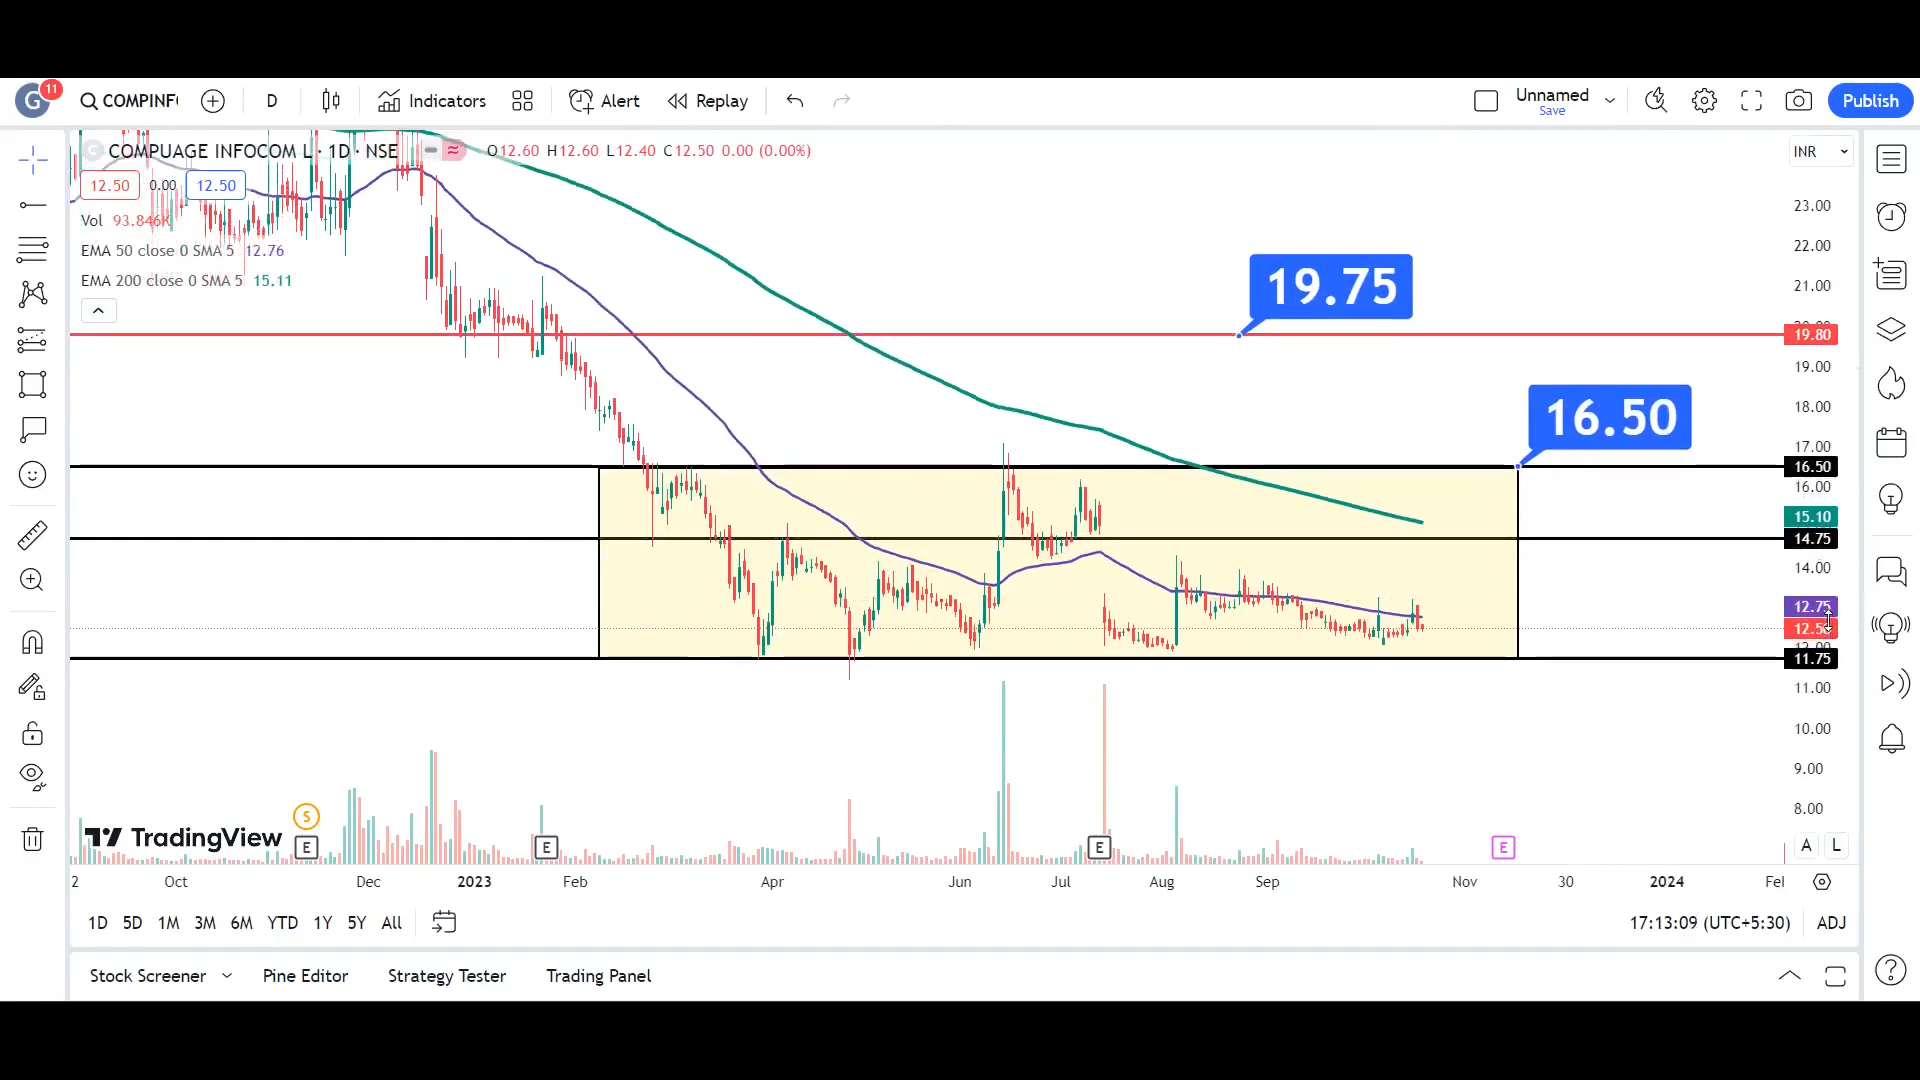 G 11 COMPINF D Indicators Alert Replay Unnamed Save Publish
COMPUAGE INFOCOM L · 1D · NSE O12.60 H12.60 L12.40 C12.50 0.00 (0.00%)
INR
12.50 0.00 12.50
Vol 93.846K
EMA 50 close 0 SMA 5 12.76
EMA 200 close 0 SMA 5 15.11
19.75
16.50
23.00
22.00
21.00
19.80
19.00
18.00
17.00
16.50
16.00
15.10
14.75
14.00
12.75
12.50
11.75
11.00
10.00
9.00
8.00
S
TradingView
E E E E
A L
2 Oct Dec 2023 Feb Apr Jun Jul Aug Sep Nov 30 2024 Fel
1D 5D 1M 3M 6M YTD 1Y 5Y All 17:13:09 (UTC+5:30) ADJ
Stock Screener Pine Editor Strategy Tester Trading Panel